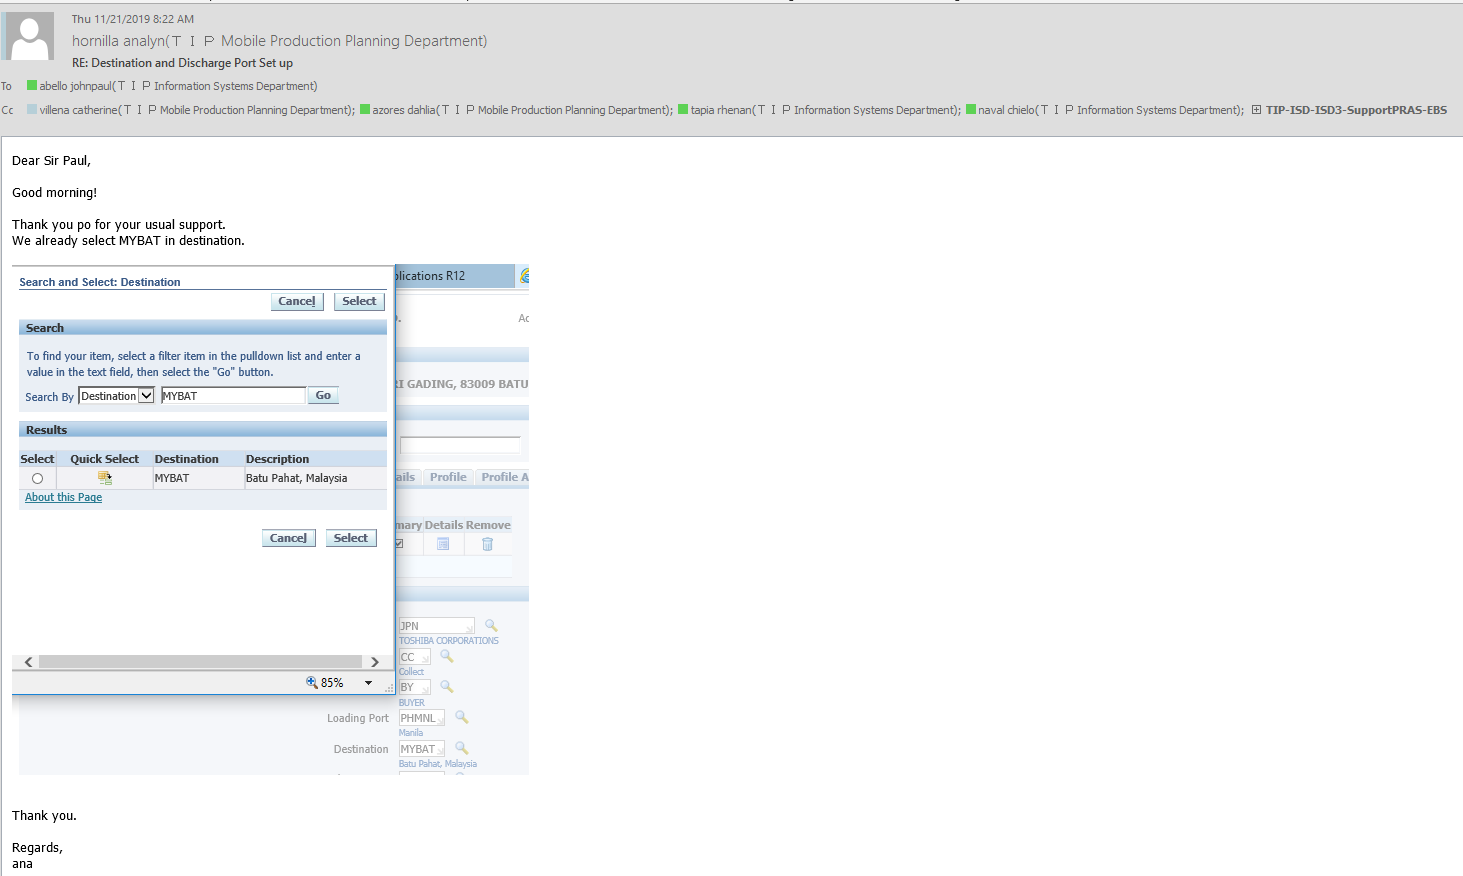 Thu 11/21/2019 8:22 AM
hornilla analyn(T I P Mobile Production Planning Department)
RE: Destination and Discharge Port Set up
To abello johnpaul(T I P Information Systems Department)
Cc villena catherine(T I P Mobile Production Planning Department); azores dahlia(T I P Mobile Production Planning Department); tapia rhenan(T I P Information Systems Department); naval chielo(T I P Information Systems Department); TIP-ISD-ISD3-SupportPRAS-EBS
Dear Sir Paul,
Good morning!
Thank you po for your usual support.
We already select MYBAT in destination.
Search and Select: Destination
Cancel Select
Search
To find your item, select a filter item in the pulldown list and enter a
value in the text field, then select the "Go" button.
Search By Destination MYBAT Go
Results
Select Quick Select Destination Description
MYBAT Batu Pahat, Malaysia
About this Page
Cancel Select
85%
plications R12
RI GADING, 83009 BATU
ails Profile Profile A
mary Details Remove
JPN
TOSHIBA CORPORATIONS
CC
Collect
BY
BUYER
Loading Port PHMNL
Manila
Destination MYBAT
Batu Pahat, Malaysia
Thank you.
Regards,
ana